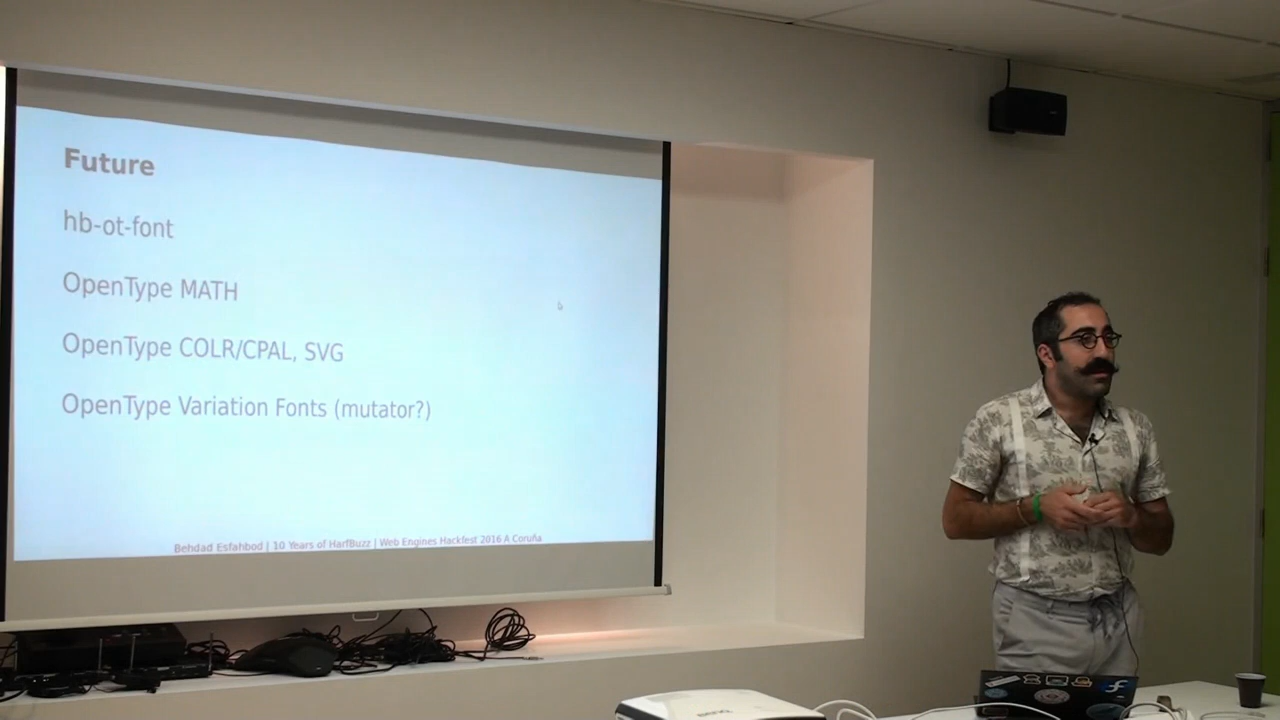 Future
hb-ot-font
OpenType MATH
OpenType COLR/CPAL, SVG
OpenType Variation Fonts (mutator?)
Behdad Esfahbod | 10 Years of HarfBuzz | Web Engines Hackfest 2016 A Coruña
BenQ